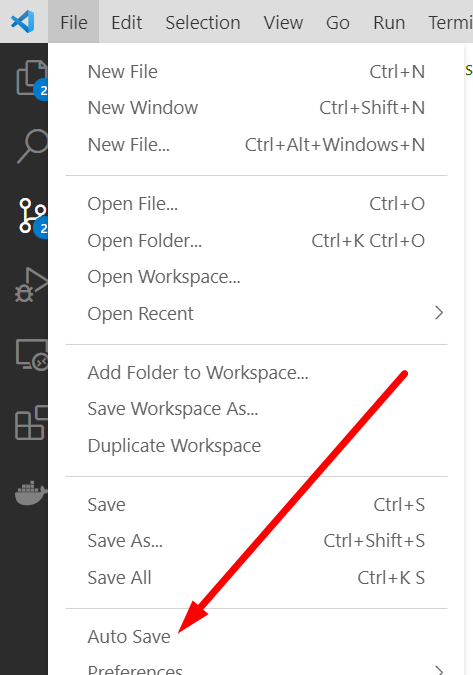 File Edit Selection View Go Run Termi
New File Ctrl+N
New Window Ctrl+Shift+N
New File... Ctrl+Alt+Windows+N
Open File... Ctrl+O
Open Folder... Ctrl+K Ctrl+O
Open Workspace...
Open Recent
Add Folder to Workspace...
Save Workspace As...
Duplicate Workspace
Save Ctrl+S
Save As... Ctrl+Shift+S
Save All Ctrl+K S
Auto Save
Preferences
2
2
s